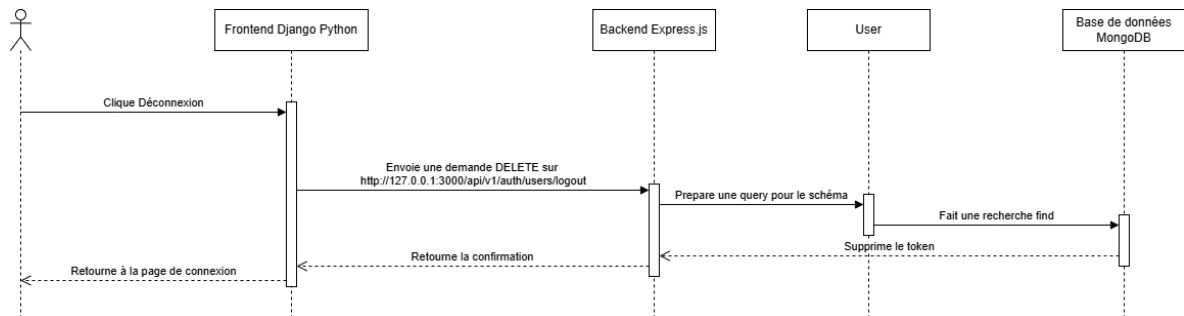 Frontend Django Python
Backend Express.js
User
Base de données
MongoDB
Clique Déconnexion
Envoie une demande DELETE sur
http://127.0.0.1:3000/api/v1/auth/users/logout
Prepare une query pour le schéma
Fait une recherche find
Supprime le token
Retourne la confirmation
Retourne à la page de connexion